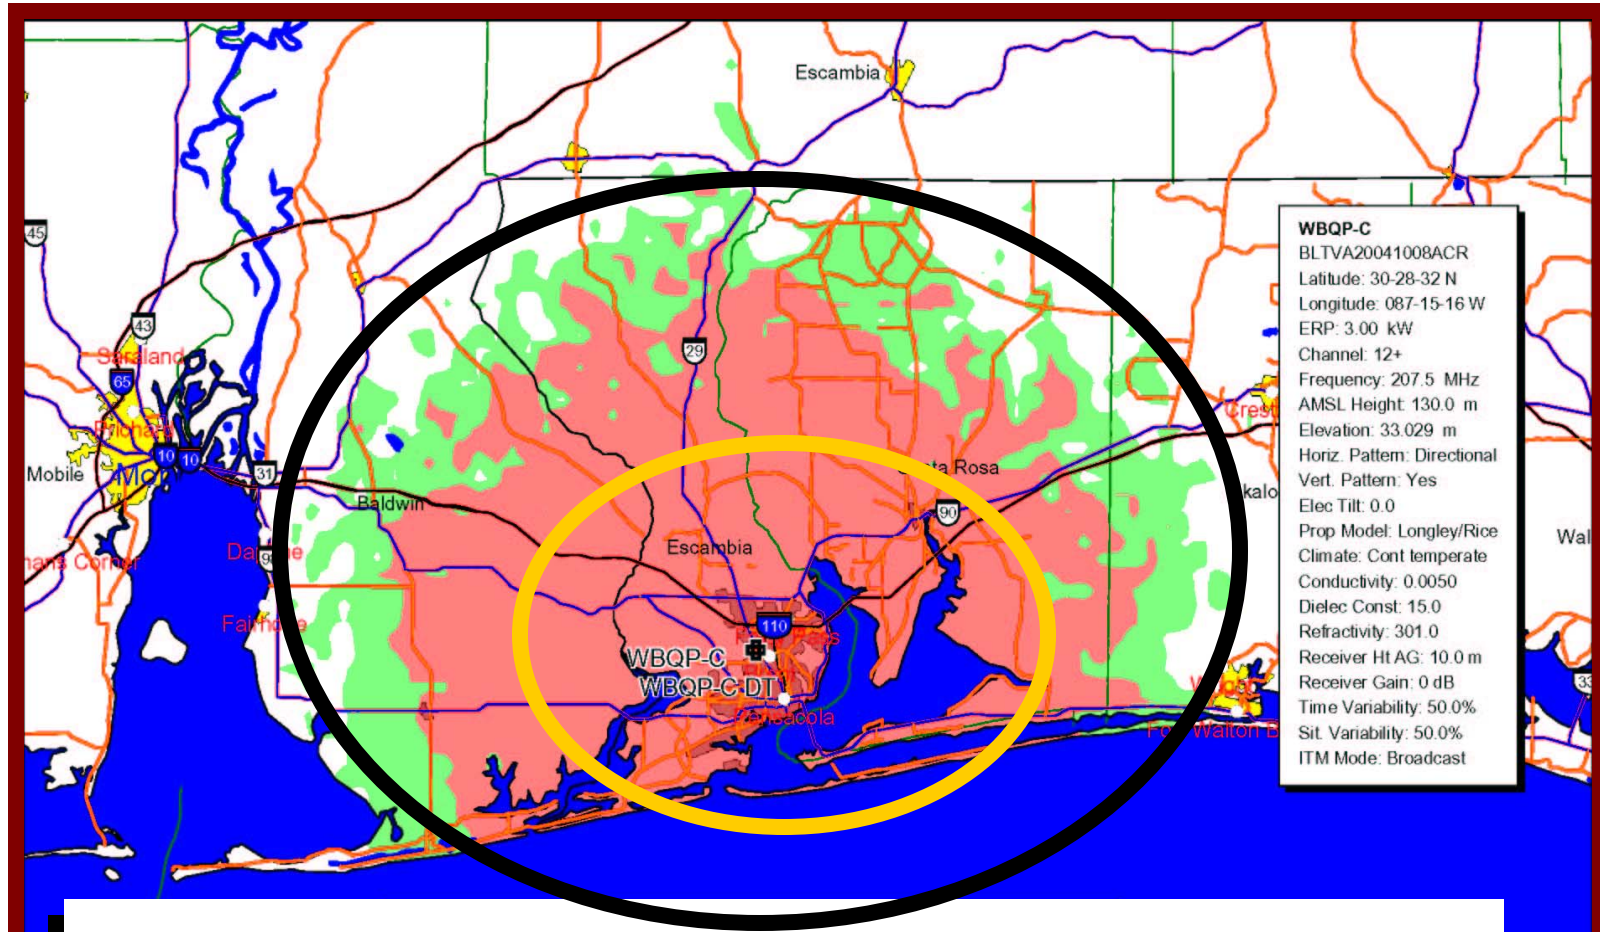 Escambia
45
43
Saraland
65
29
Prichard
10
10
Mobile
31
Baldwin
Escambia
90
Fairhope
110
WBQP-C
WBQP-C DT
Pensacola
Fort Walton B
33
Wal
WBQP-C
BLTVA20041008ACR
Latitude: 30-28-32 N
Longitude: 087-15-16 W
ERP: 3.00 kW
Channel: 12+
Frequency: 207.5 MHz
AMSL Height: 130.0 m
Elevation: 33.029 m
Horiz. Pattern: Directional
Vert. Pattern: Yes
Elec Tilt: 0.0
Prop Model: Longley/Rice
Climate: Cont temperate
Conductivity: 0.0050
Dielec Const: 15.0
Refractivity: 301.0
Receiver Ht AG: 10.0 m
Receiver Gain: 0 dB
Time Variability: 50.0%
Sit. Variability: 50.0%
ITM Mode: Broadcast